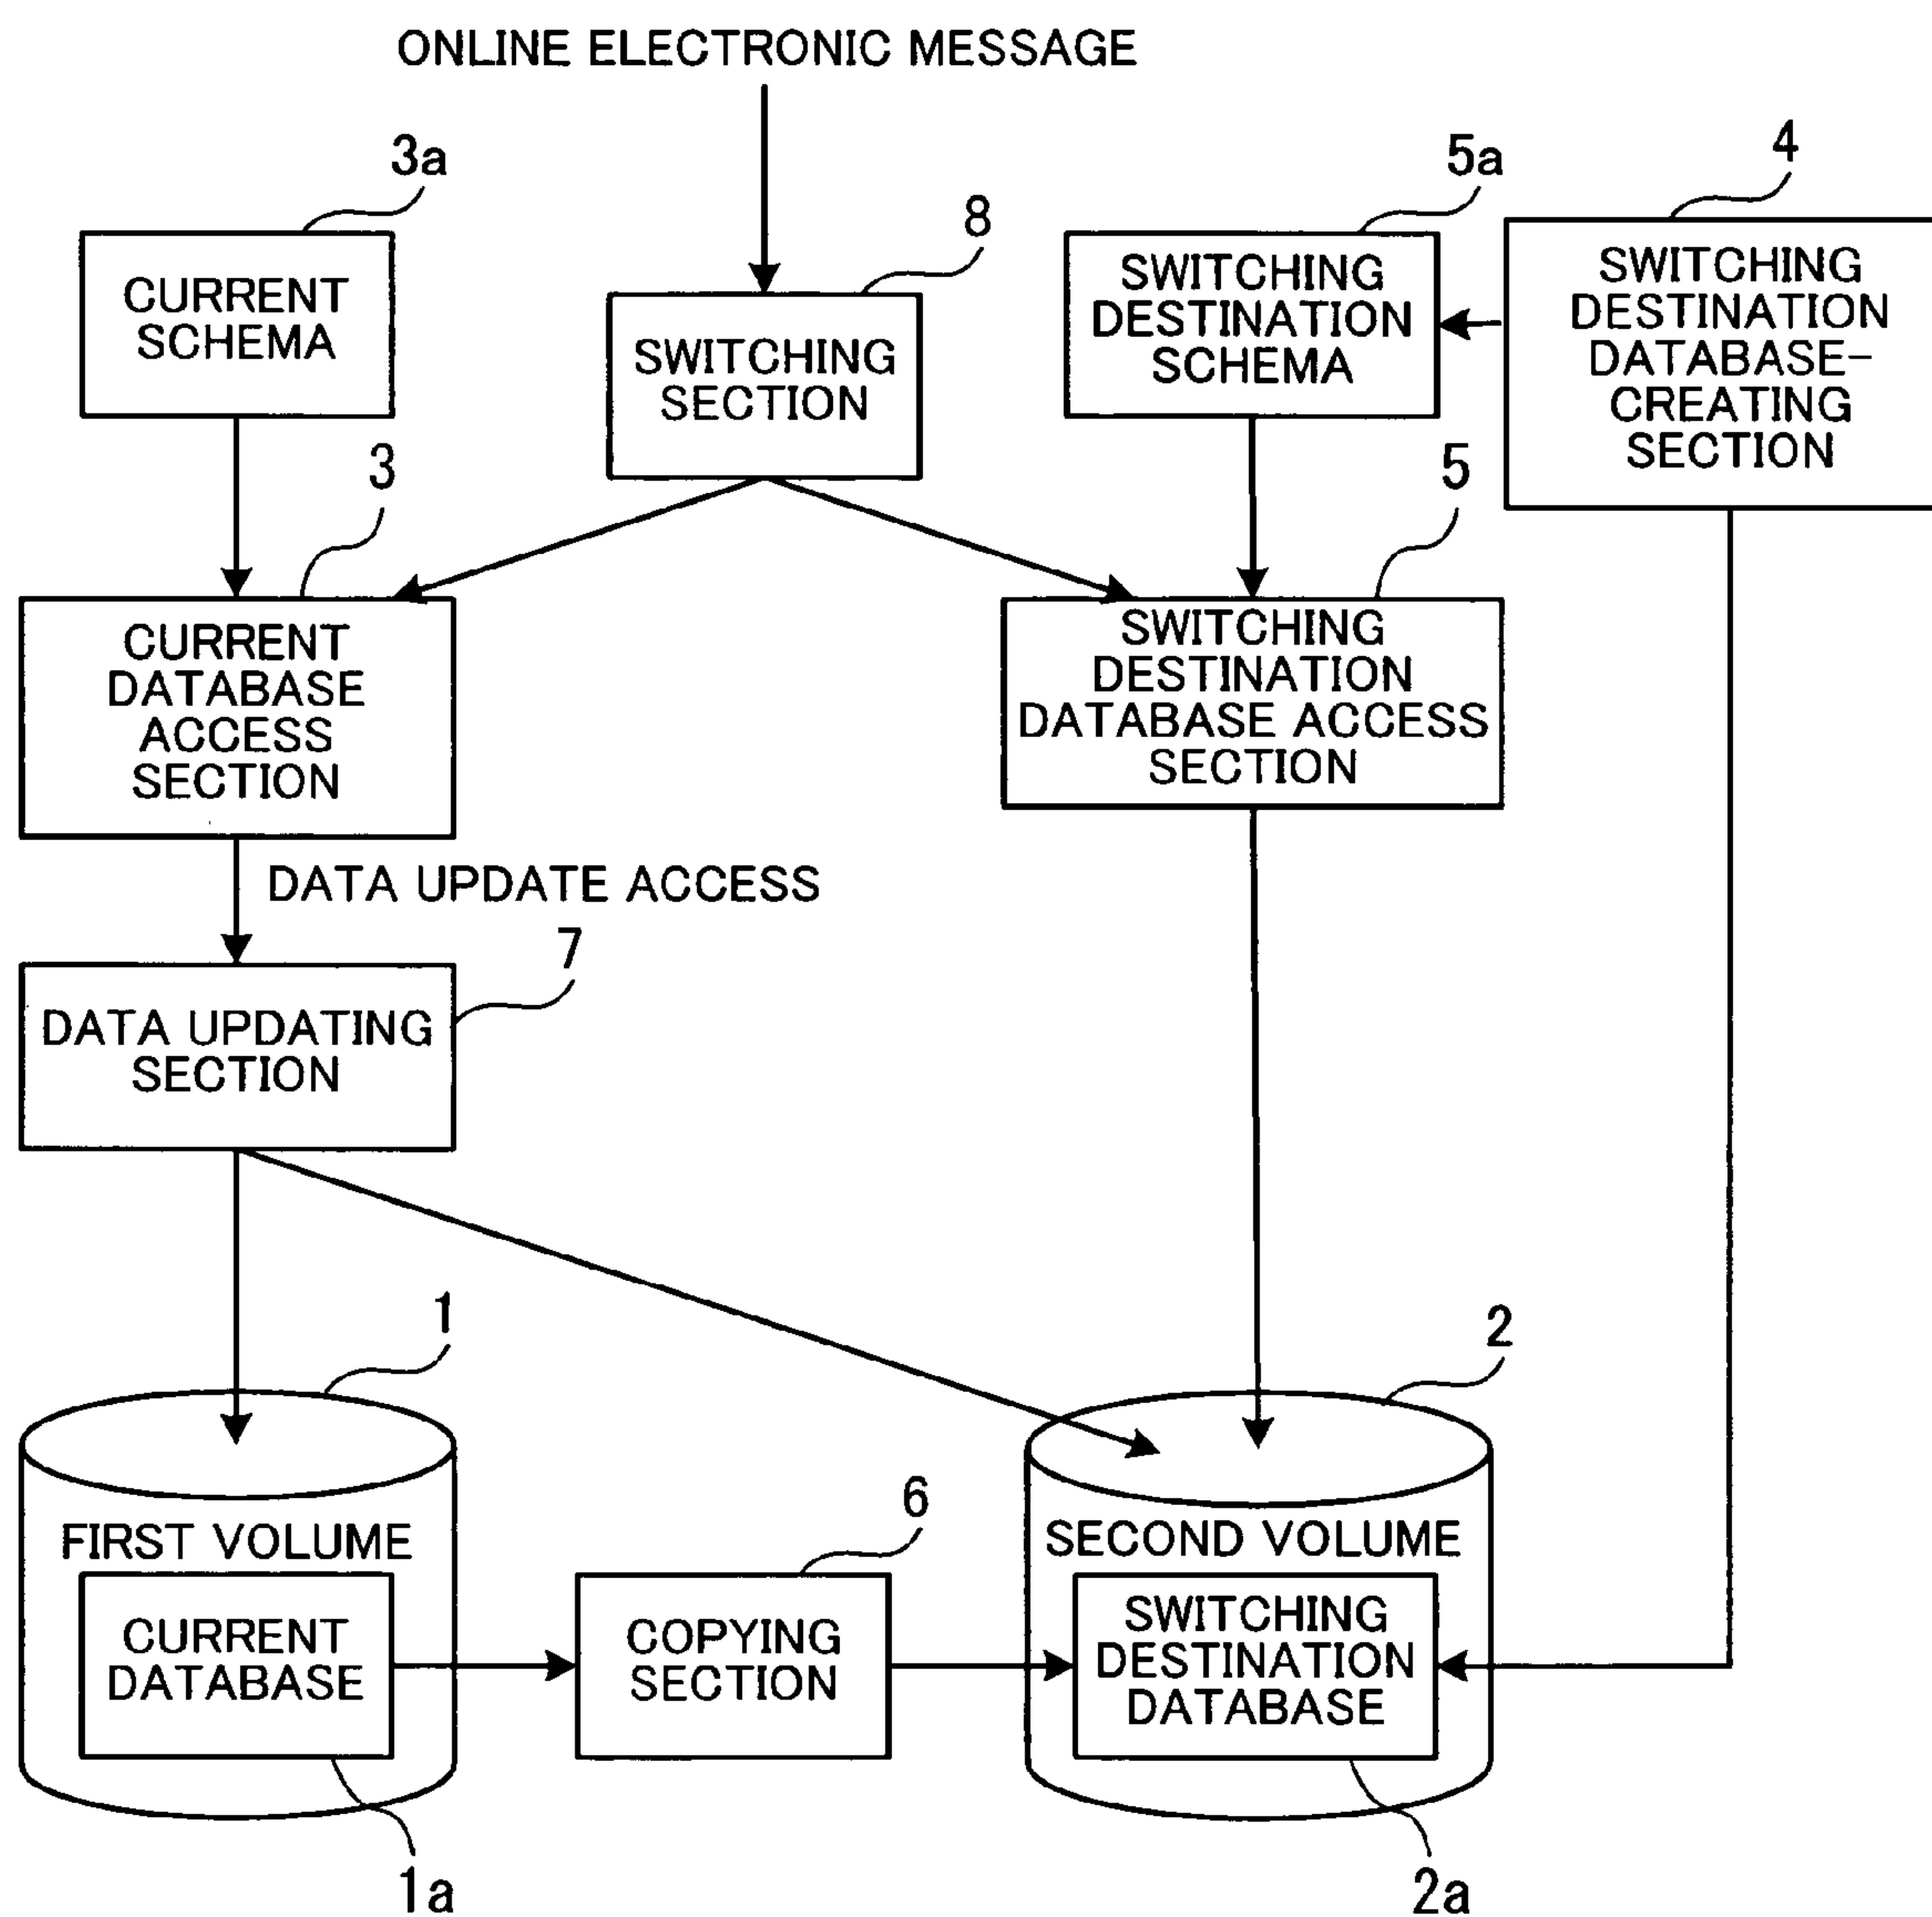 ONLINE ELECTRONIC MESSAGE
3a
8
5a
4
CURRENT
SCHEMA
SWITCHING
SECTION
SWITCHING
DESTINATION
SCHEMA
SWITCHING
DESTINATION
DATABASE-
CREATING
SECTION
3
5
CURRENT
DATABASE
ACCESS
SECTION
SWITCHING
DESTINATION
DATABASE ACCESS
SECTION
DATA UPDATE ACCESS
7
DATA UPDATING
SECTION
1
2
FIRST VOLUME
6
SECOND VOLUME
CURRENT
DATABASE
COPYING
SECTION
SWITCHING
DESTINATION
DATABASE
1a
2a